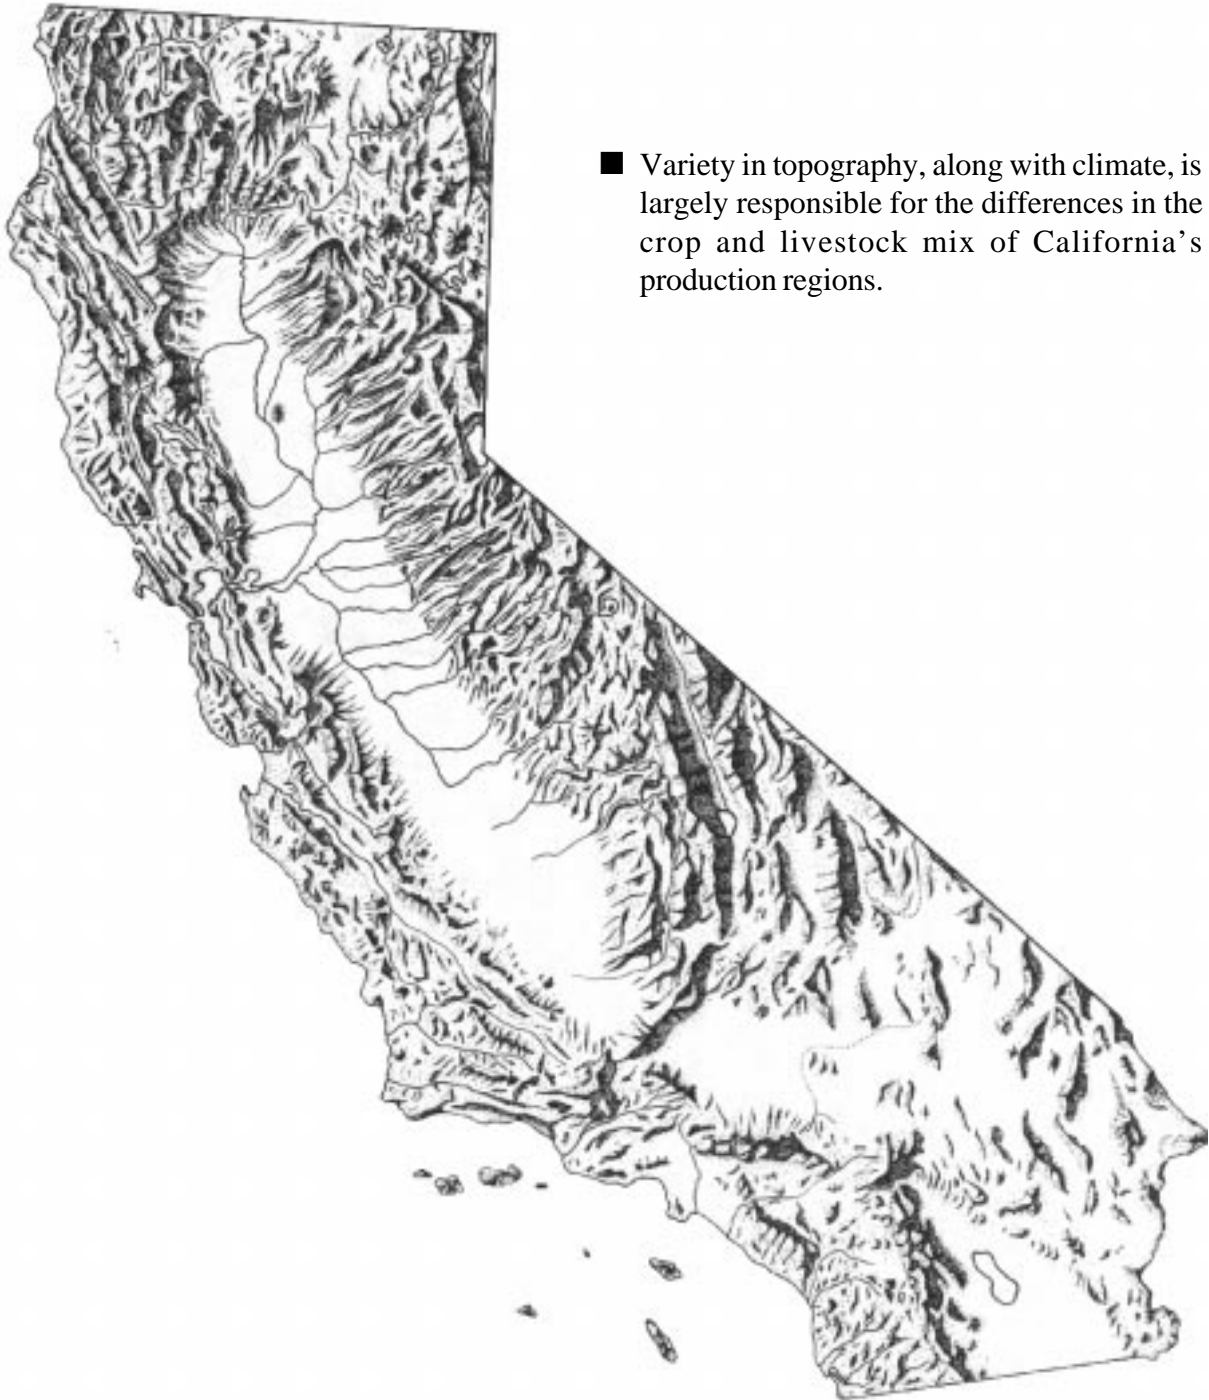 ■ Variety in topography, along with climate, is
largely responsible for the differences in the
crop and livestock mix of California's
production regions.